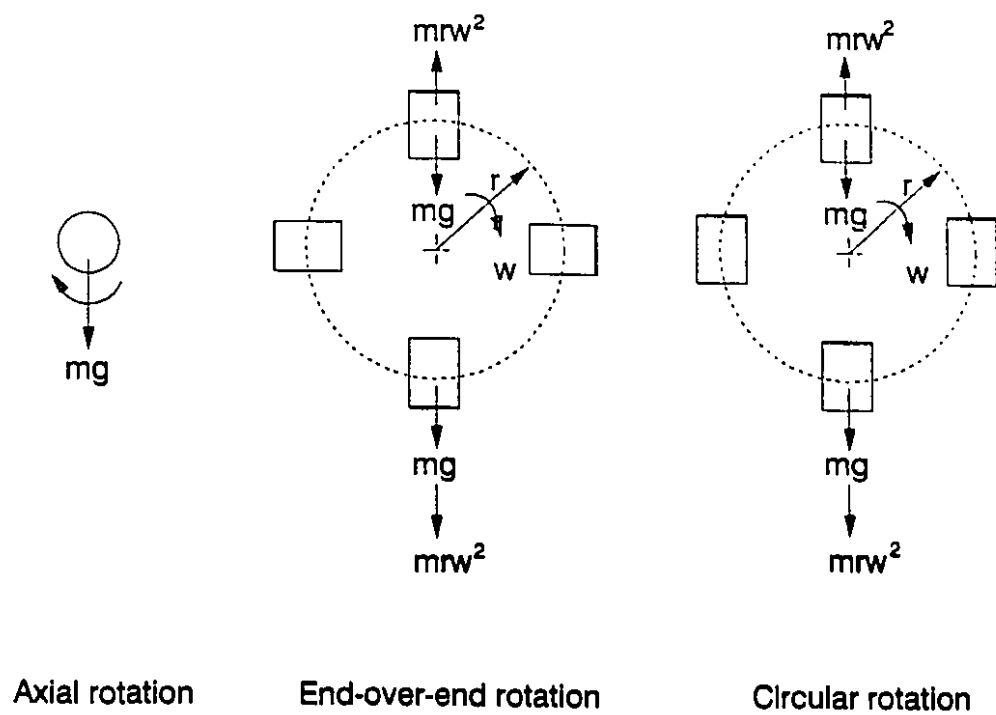 mrw²
mrw²
r
mg
w
r
mg
w
mg
mg
mg
mrw²
mrw²
Axial rotation
End-over-end rotation
Circular rotation